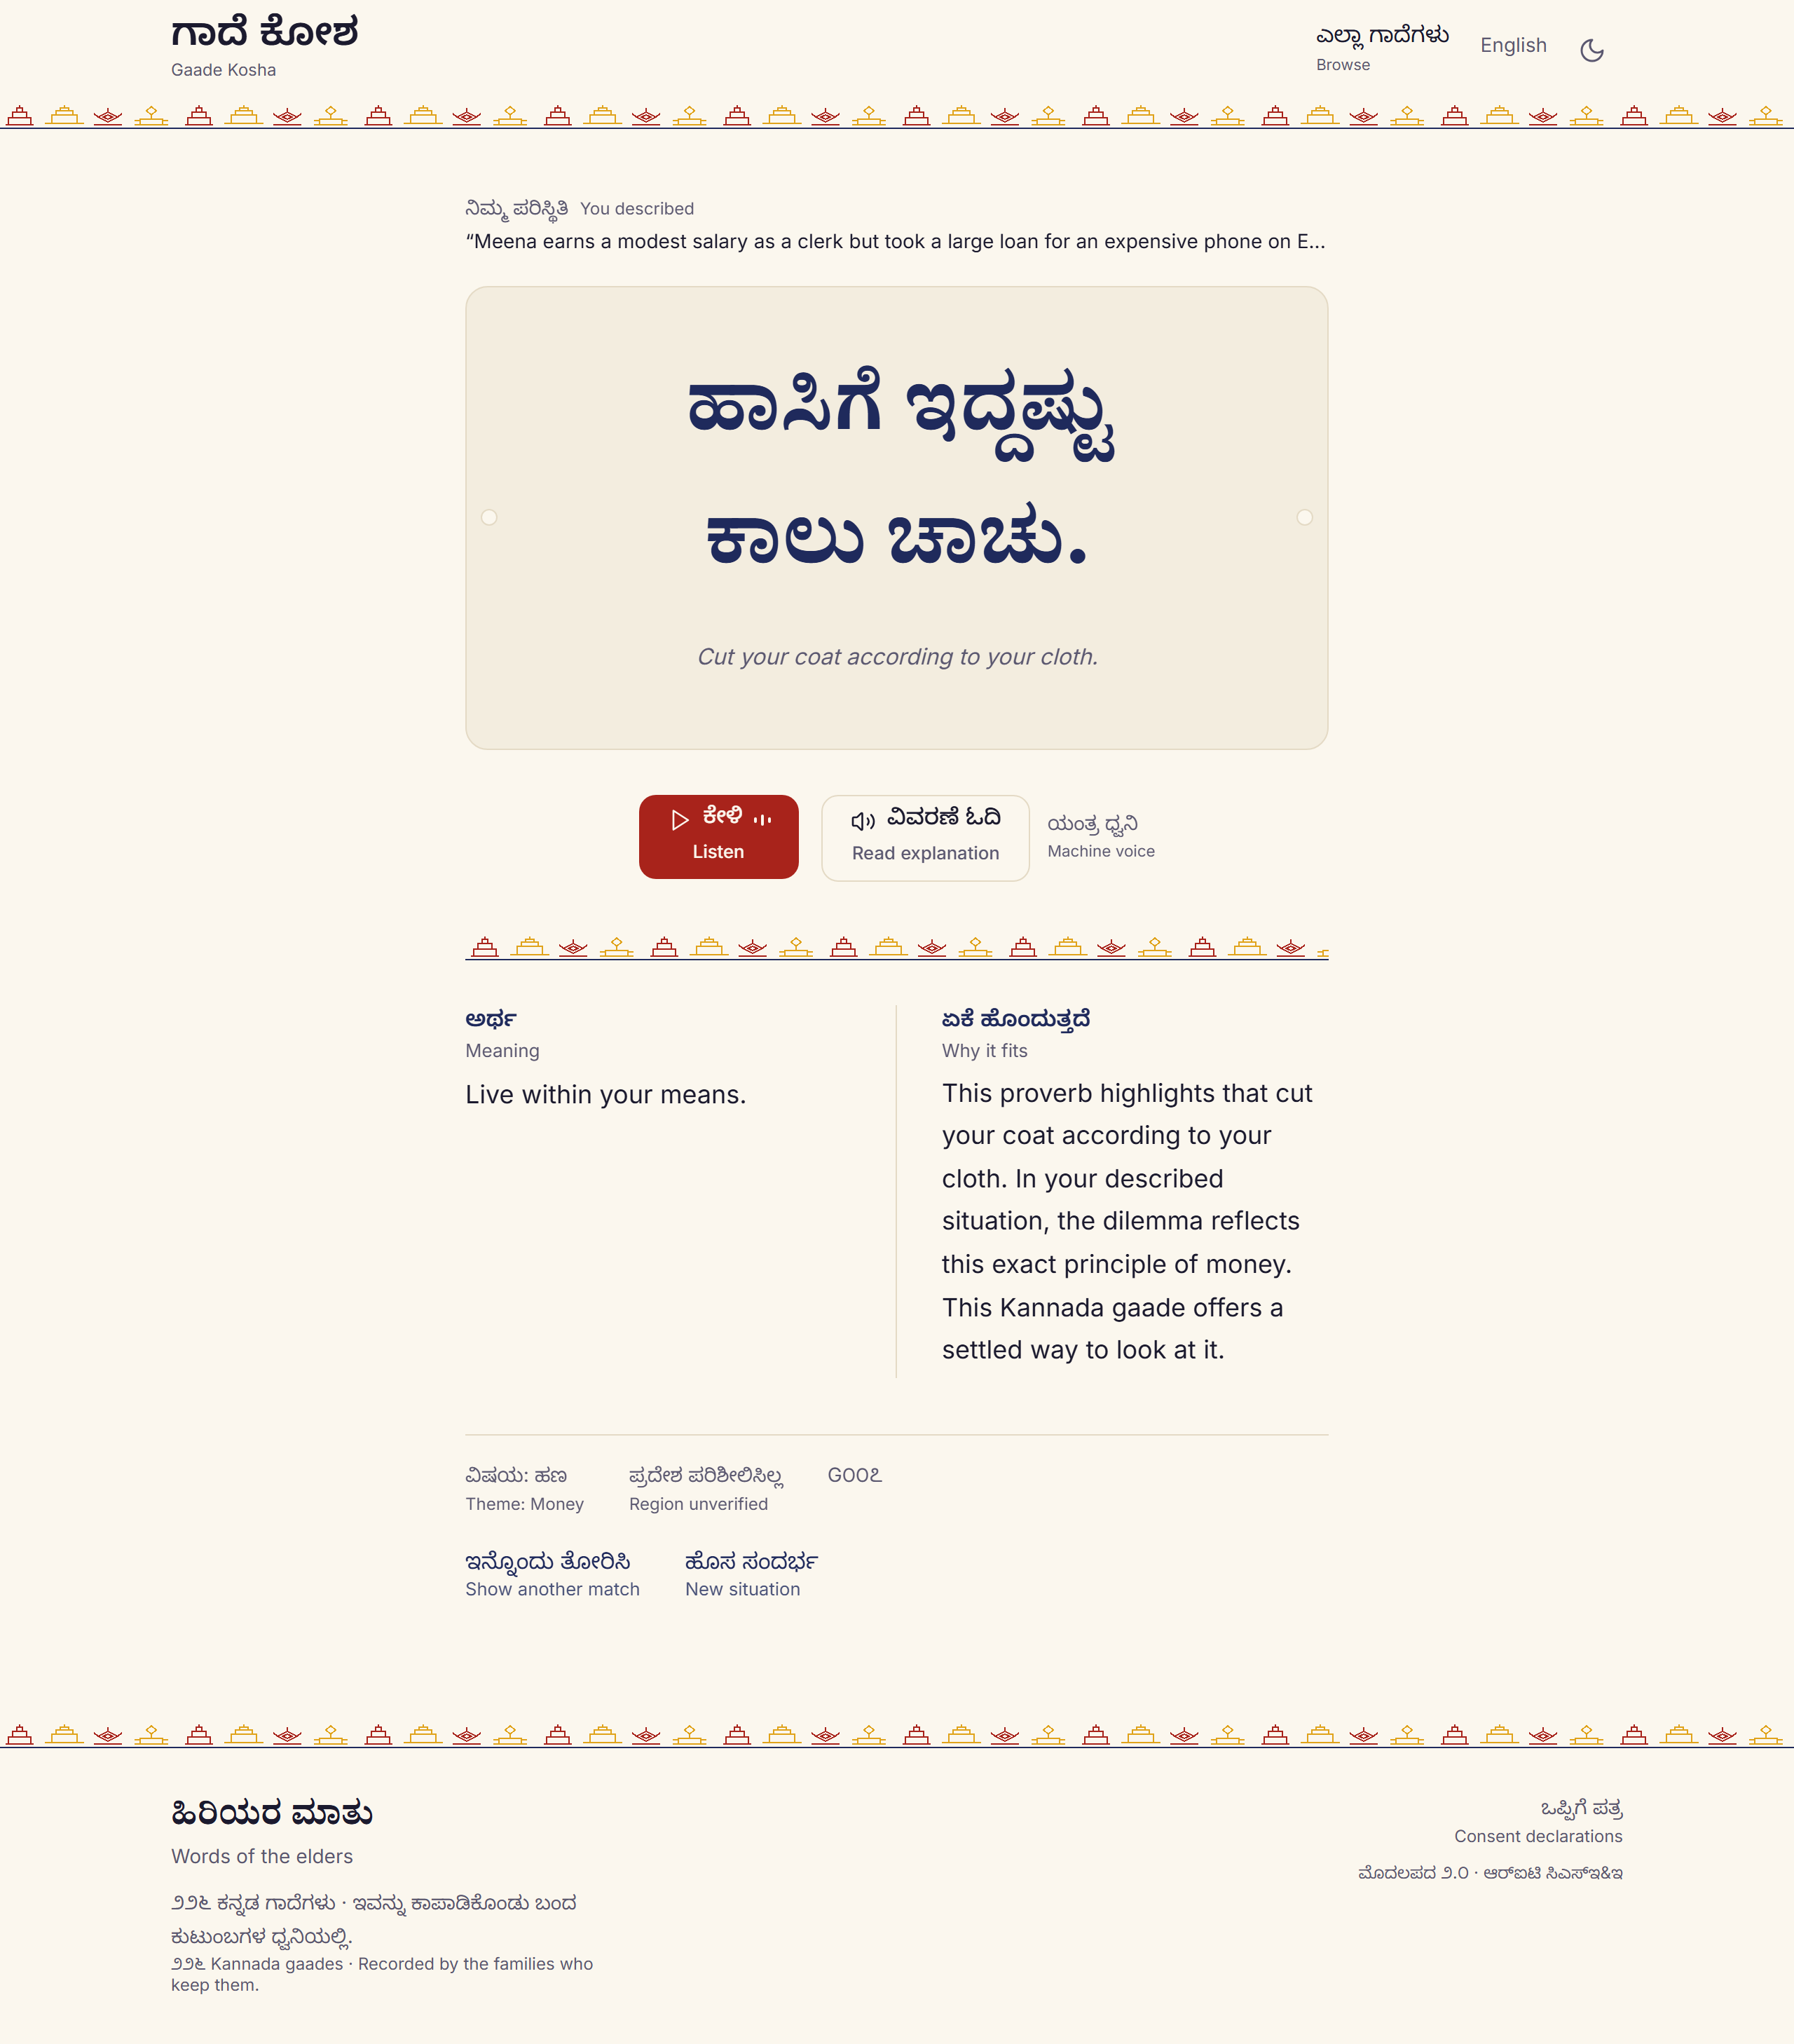 ಗಾದೆ ಕೋಶ
Gaade Kosha
ಎಲ್ಲಾ ಗಾದೆಗಳು
Browse
English
ನಿಮ್ಮ ಪರಿಸ್ಥಿತಿ You described
“Meena earns a modest salary as a clerk but took a large loan for an expensive phone on E...
ಹಾಸಿಗೆ ಇದ್ದಷ್ಟು
ಕಾಲು ಚಾಚು.
Cut your coat according to your cloth.
ಕೇಳಿ
Listen
ವಿವರಣೆ ಓದಿ
Read explanation
ಯಂತ್ರ ಧ್ವನಿ
Machine voice
ಅರ್ಥ
Meaning
Live within your means.
ಏಕೆ ಹೊಂದುತ್ತದೆ
Why it fits
This proverb highlights that cut
your coat according to your
cloth. In your described
situation, the dilemma reflects
this exact principle of money.
This Kannada gaade offers a
settled way to look at it.
ವಿಷಯ: ಹಣ
Theme: Money
ಪ್ರದೇಶ ಪರಿಶೀಲಿಸಿಲ್ಲ
Region unverified
G೦೦೭
ಇನ್ನೊಂದು ತೋರಿಸಿ
Show another match
ಹೊಸ ಸಂದರ್ಭ
New situation
ಹಿರಿಯರ ಮಾತು
Words of the elders
೨೨೬ ಕನ್ನಡ ಗಾದೆಗಳು · ಇವನ್ನು ಕಾಪಾಡಿಕೊಂಡು ಬಂದ
ಕುಟುಂಬಗಳ ಧ್ವನಿಯಲ್ಲಿ.
೨೨೬ Kannada gaades · Recorded by the families who
keep them.
ಒಪ್ಪಿಗೆ ಪತ್ರ
Consent declarations
ಮೊದಲಪದ ೨.೦ · ಆರ್‌ಐಟಿ ಸಿಎಸ್‌ಇ&ಇ